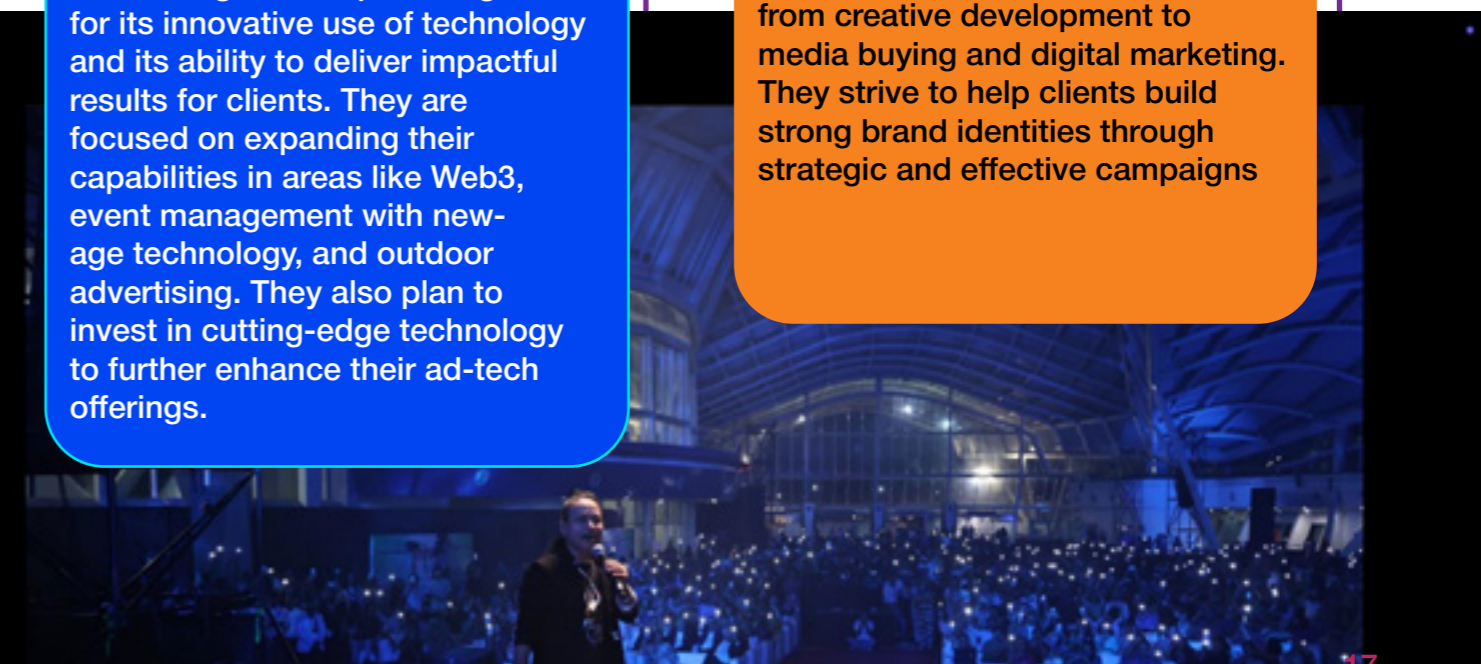 for its innovative use of technology
and its ability to deliver impactful
results for clients. They are
focused on expanding their
capabilities in areas like Web3,
event management with new-
age technology, and outdoor
advertising. They also plan to
invest in cutting-edge technology
to further enhance their ad-tech
offerings.
from creative development to
media buying and digital marketing.
They strive to help clients build
strong brand identities through
strategic and effective campaigns
17